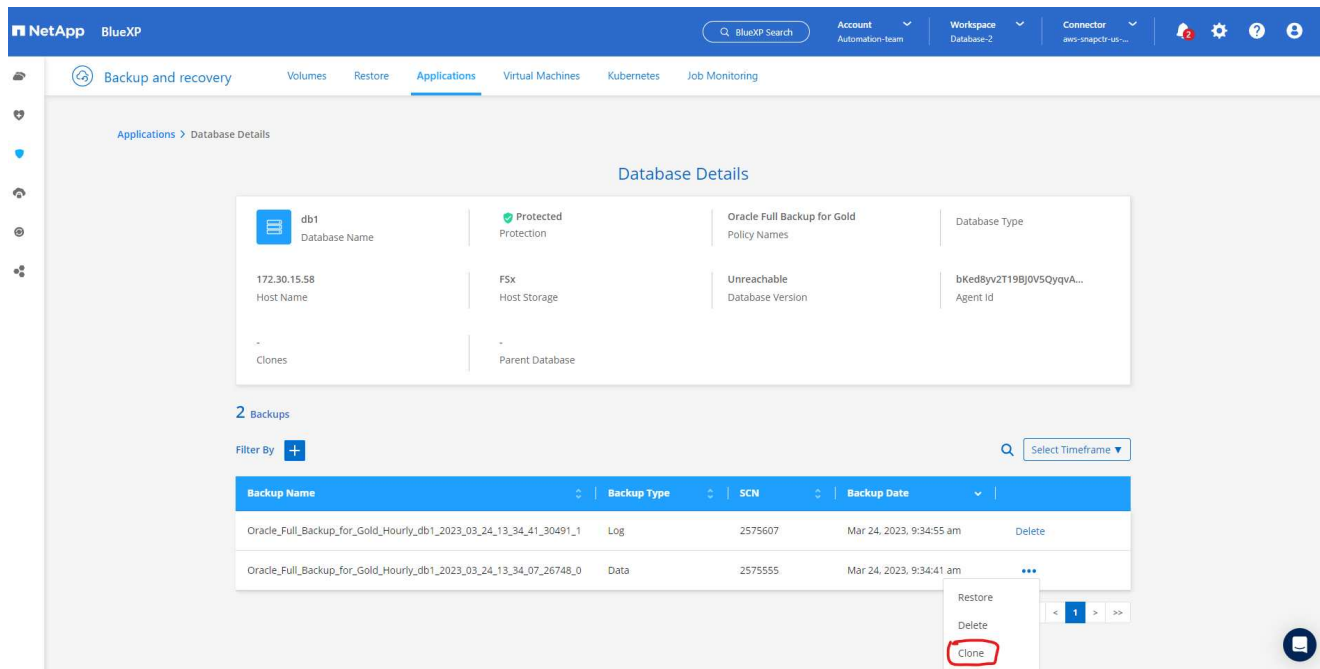 NetApp BlueXP BlueXP Search Account Automation-team Workspace Database-2 Connector aws-snapctr-us-... 2
Backup and recovery Volumes Restore Applications Virtual Machines Kubernetes Job Monitoring
Applications > Database Details
Database Details
db1 Protected Oracle Full Backup for Gold Database Type
Database Name Protection Policy Names
172.30.15.58 FSx Unreachable bKed8yv2T19BJ0V5QyqvA...
Host Name Host Storage Database Version Agent Id
- -
Clones Parent Database
2 Backups
Filter By + Select Timeframe ▼
Backup Name Backup Type SCN Backup Date
Oracle_Full_Backup_for_Gold_Hourly_db1_2023_03_24_13_34_41_30491_1 Log 2575607 Mar 24, 2023, 9:34:55 am Delete
Oracle_Full_Backup_for_Gold_Hourly_db1_2023_03_24_13_34_07_26748_0 Data 2575555 Mar 24, 2023, 9:34:41 am •••
Restore
< 1 > >>
Delete
Clone